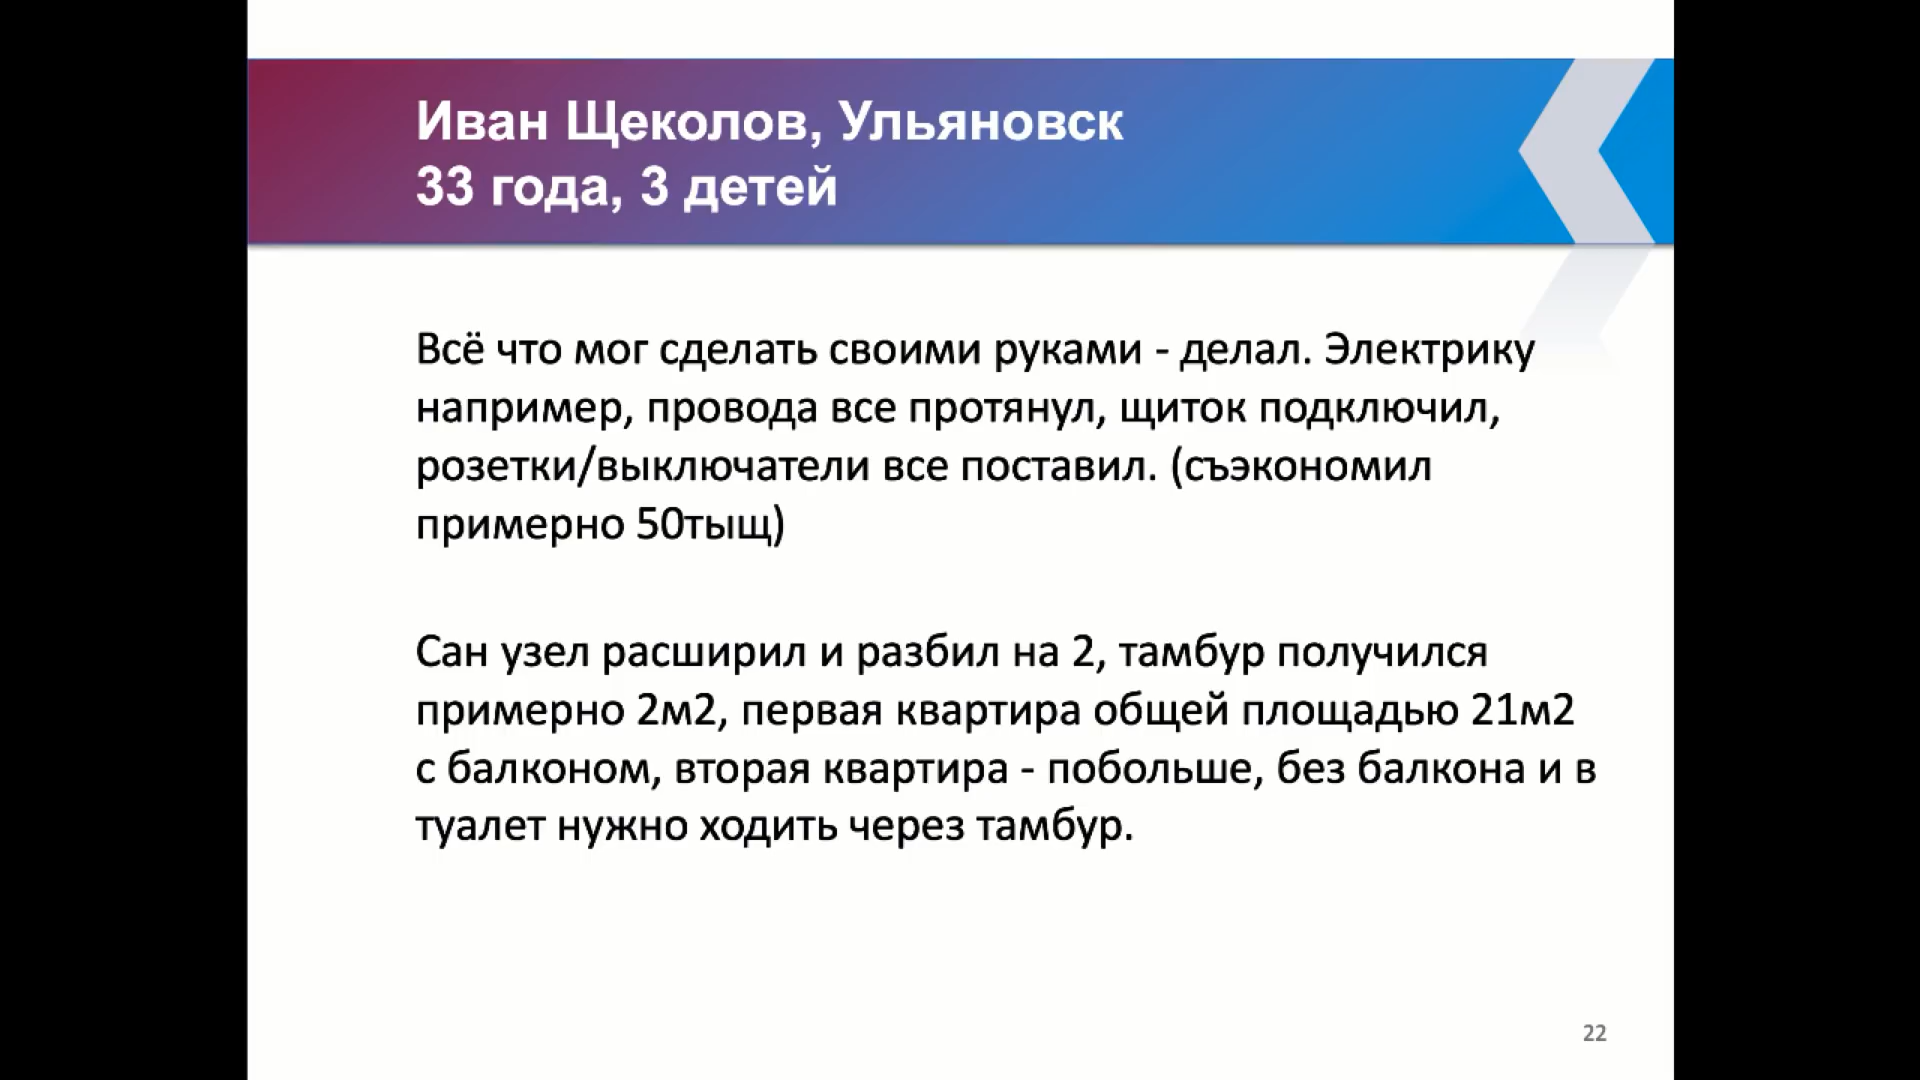 Иван Щеколов, Ульяновск
33 года, 3 детей
Всё что мог сделать своими руками - делал. Электрику
например, провода все протянул, щиток подключил,
розетки/выключатели все поставил. (съэкономил
примерно 50тыщ)
Сан узел расширил и разбил на 2, тамбур получился
примерно 2м2, первая квартира общей площадью 21м2
с балконом, вторая квартира - побольше, без балкона и в
туалет нужно ходить через тамбур.
22